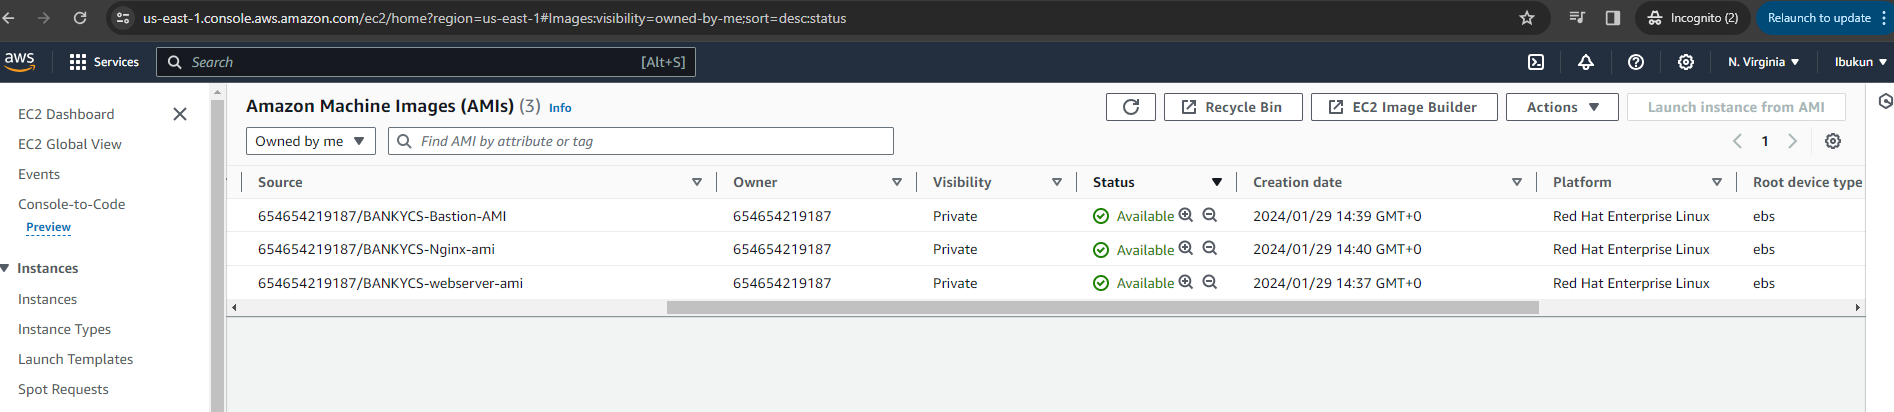 us-east-1.console.aws.amazon.com/ec2/home?region=us-east-1#Images:visibility=owned-by-me;sort=desc:status
Incognito (2)
Relaunch to update
aws
Services
Search
[Alt+S]
N. Virginia
Ibukun
EC2 Dashboard
EC2 Global View
Events
Console-to-Code
Preview
Instances
Instances
Instance Types
Launch Templates
Spot Requests
Amazon Machine Images (AMIs) (3) Info
Recycle Bin
EC2 Image Builder
Actions
Launch instance from AMI
Owned by me
Find AMI by attribute or tag
1
Source Owner Visibility Status Creation date Platform Root device type
654654219187/BANKYCS-Bastion-AMI 654654219187 Private Available 2024/01/29 14:39 GMT+0 Red Hat Enterprise Linux ebs
654654219187/BANKYCS-Nginx-ami 654654219187 Private Available 2024/01/29 14:40 GMT+0 Red Hat Enterprise Linux ebs
654654219187/BANKYCS-webserver-ami 654654219187 Private Available 2024/01/29 14:37 GMT+0 Red Hat Enterprise Linux ebs